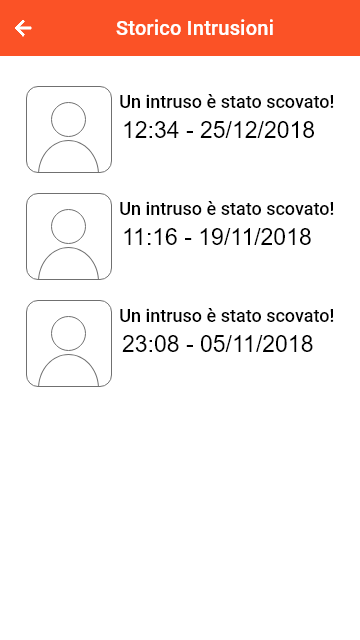 Storico Intrusioni
Un intruso è stato scovato!
12:34 - 25/12/2018
Un intruso è stato scovato!
11:16 - 19/11/2018
Un intruso è stato scovato!
23:08 - 05/11/2018